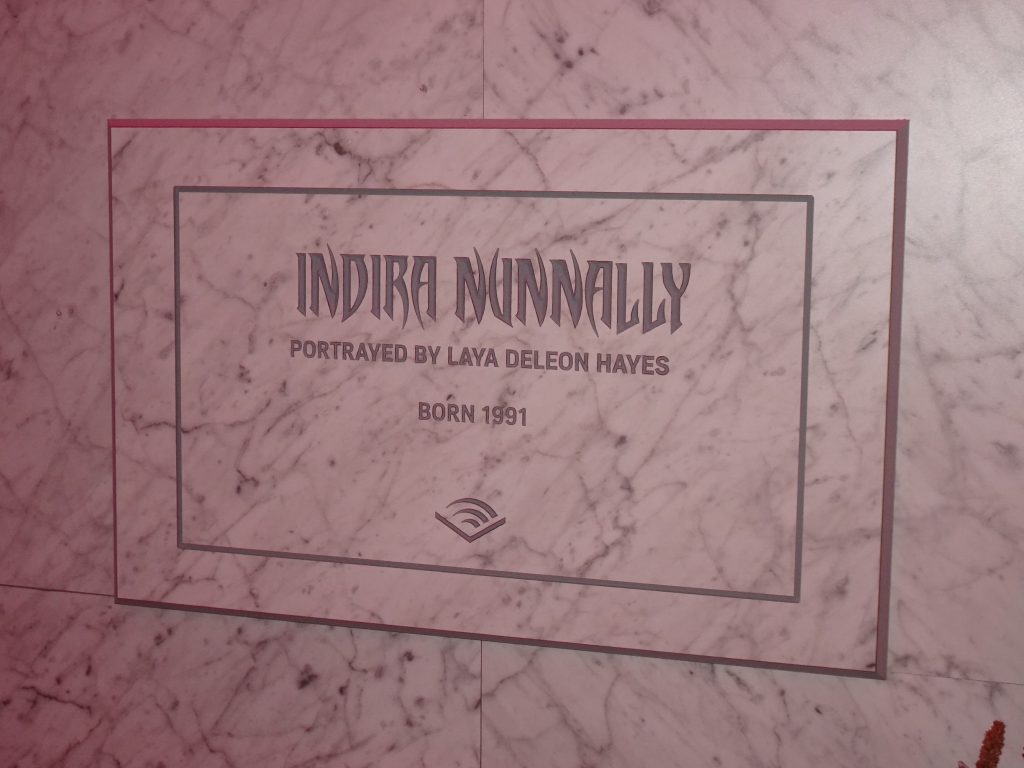 INDIRA NUNNALLY
PORTRAYED BY LAYA DELEON HAYES
BORN 1991